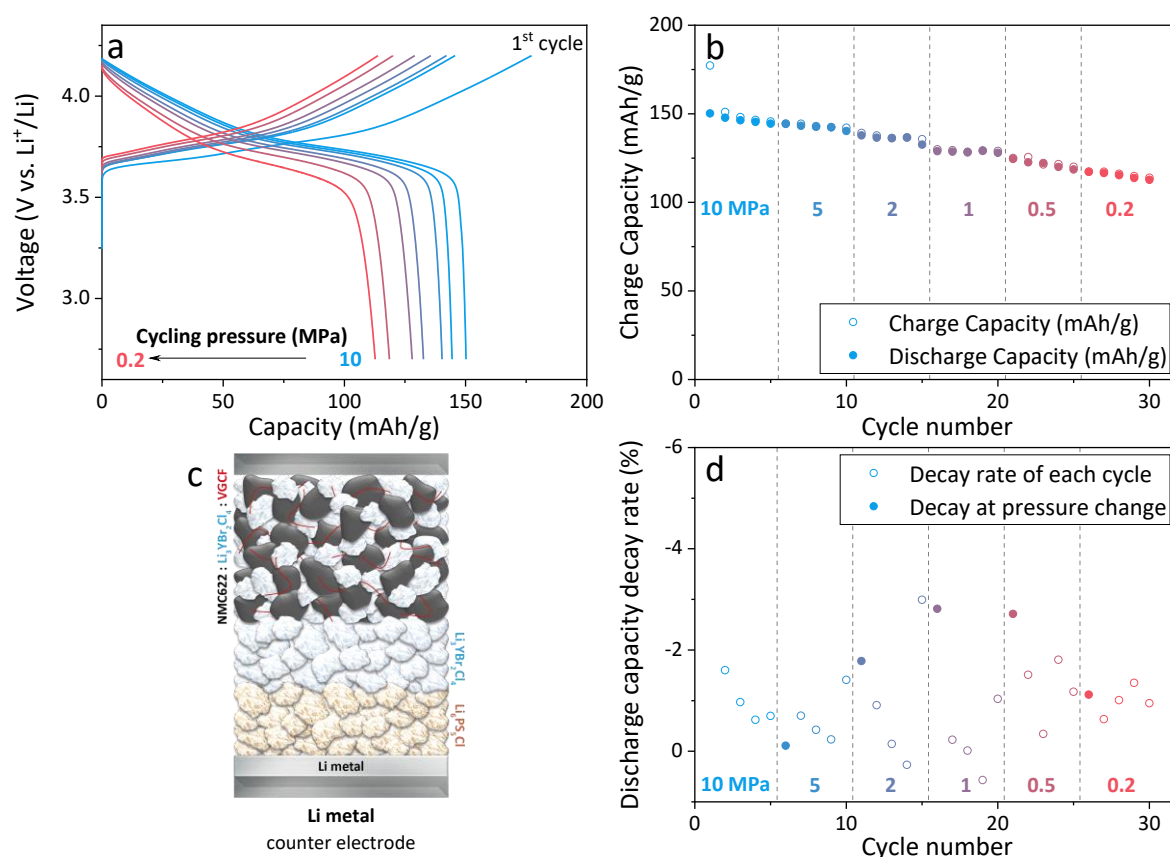 a
1st cycle
4.0
3.5
3.0
Voltage (V vs. Li+/Li)
Cycling pressure (MPa)
0.2
10
0
50
100
150
200
Capacity (mAh/g)
b
200
150
100
50
0
Charge Capacity (mAh/g)
10 MPa
5
2
1
0.5
0.2
Charge Capacity (mAh/g)
Discharge Capacity (mAh/g)
0
10
20
30
Cycle number
c
NMC622 : Li3YBr2Cl4 : VGCF
Li3YBr2Cl4
Li6PS5Cl
Li metal
Li metal
counter electrode
d
-6
-4
-2
0
Discharge capacity decay rate (%)
Decay rate of each cycle
Decay at pressure change
10 MPa
5
2
1
0.5
0.2
0
10
20
30
Cycle number